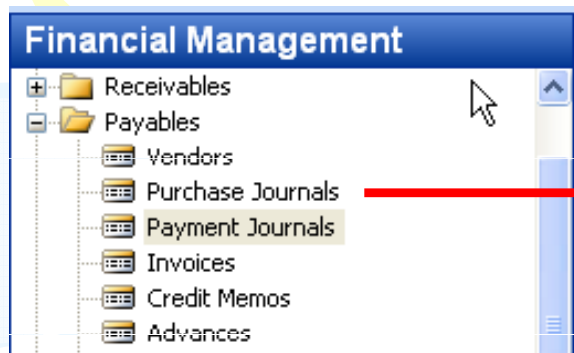 Financial Management
Receivables
Payables
Vendors
Purchase Journals
Payment Journals
Invoices
Credit Memos
Advances